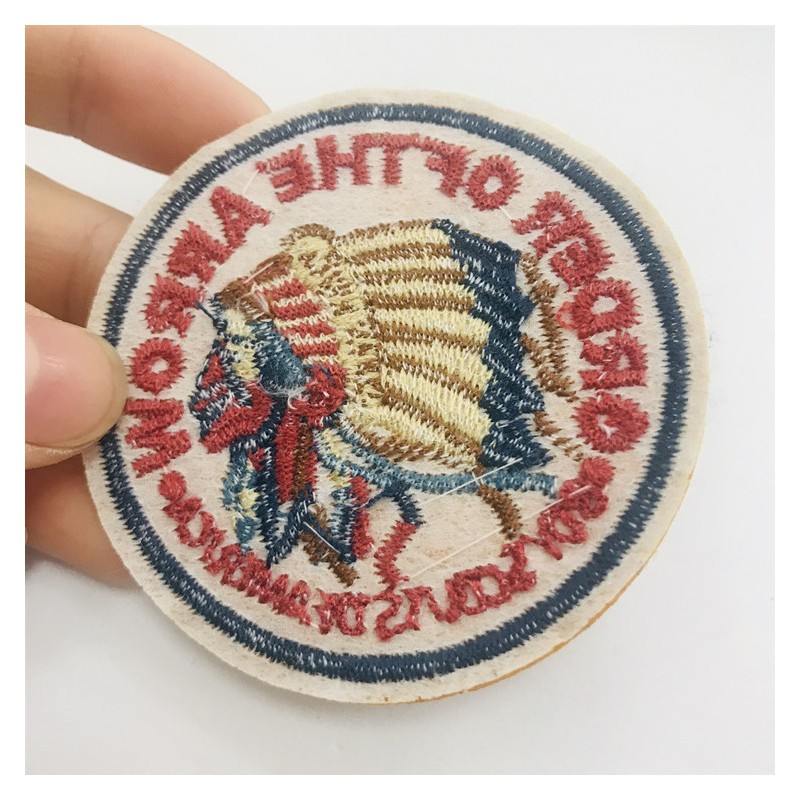 ORDER OF THE ARROW
BOY SCOUTS OF AMERICA